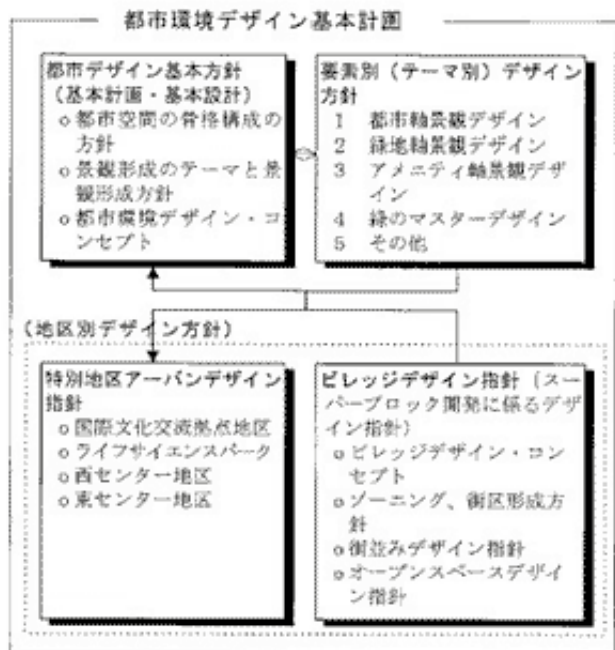 都市環境デザイン基本計画
都市デザイン基本方針
(基本計画・基本設計)
o都市空間の骨格構成の
方針
o景観形成のテーマと景
観形成方針
o都市環境デザイン・コ
ンセプト
要素別(テーマ別)デザイン
方針
1 都市軸景観デザイン
2 緑地軸景観デザイン
3 アメニティ軸景観デザ
イン
4 緑のマスターデザイン
5 その他
(地区別デザイン方針)
特別地区アーバンデザイン
指針
o国際文化交流拠点地区
oライフサイエンスパーク
o西センター地区
o東センター地区
ビレッジデザイン指針(スー
パーブロック開発に係るデザ
イン指針)
oビレッジデザイン・コン
セプト
oゾーニング、街区形成方
針
o街並みデザイン指針
oオープンスペースデザイ
ン指針